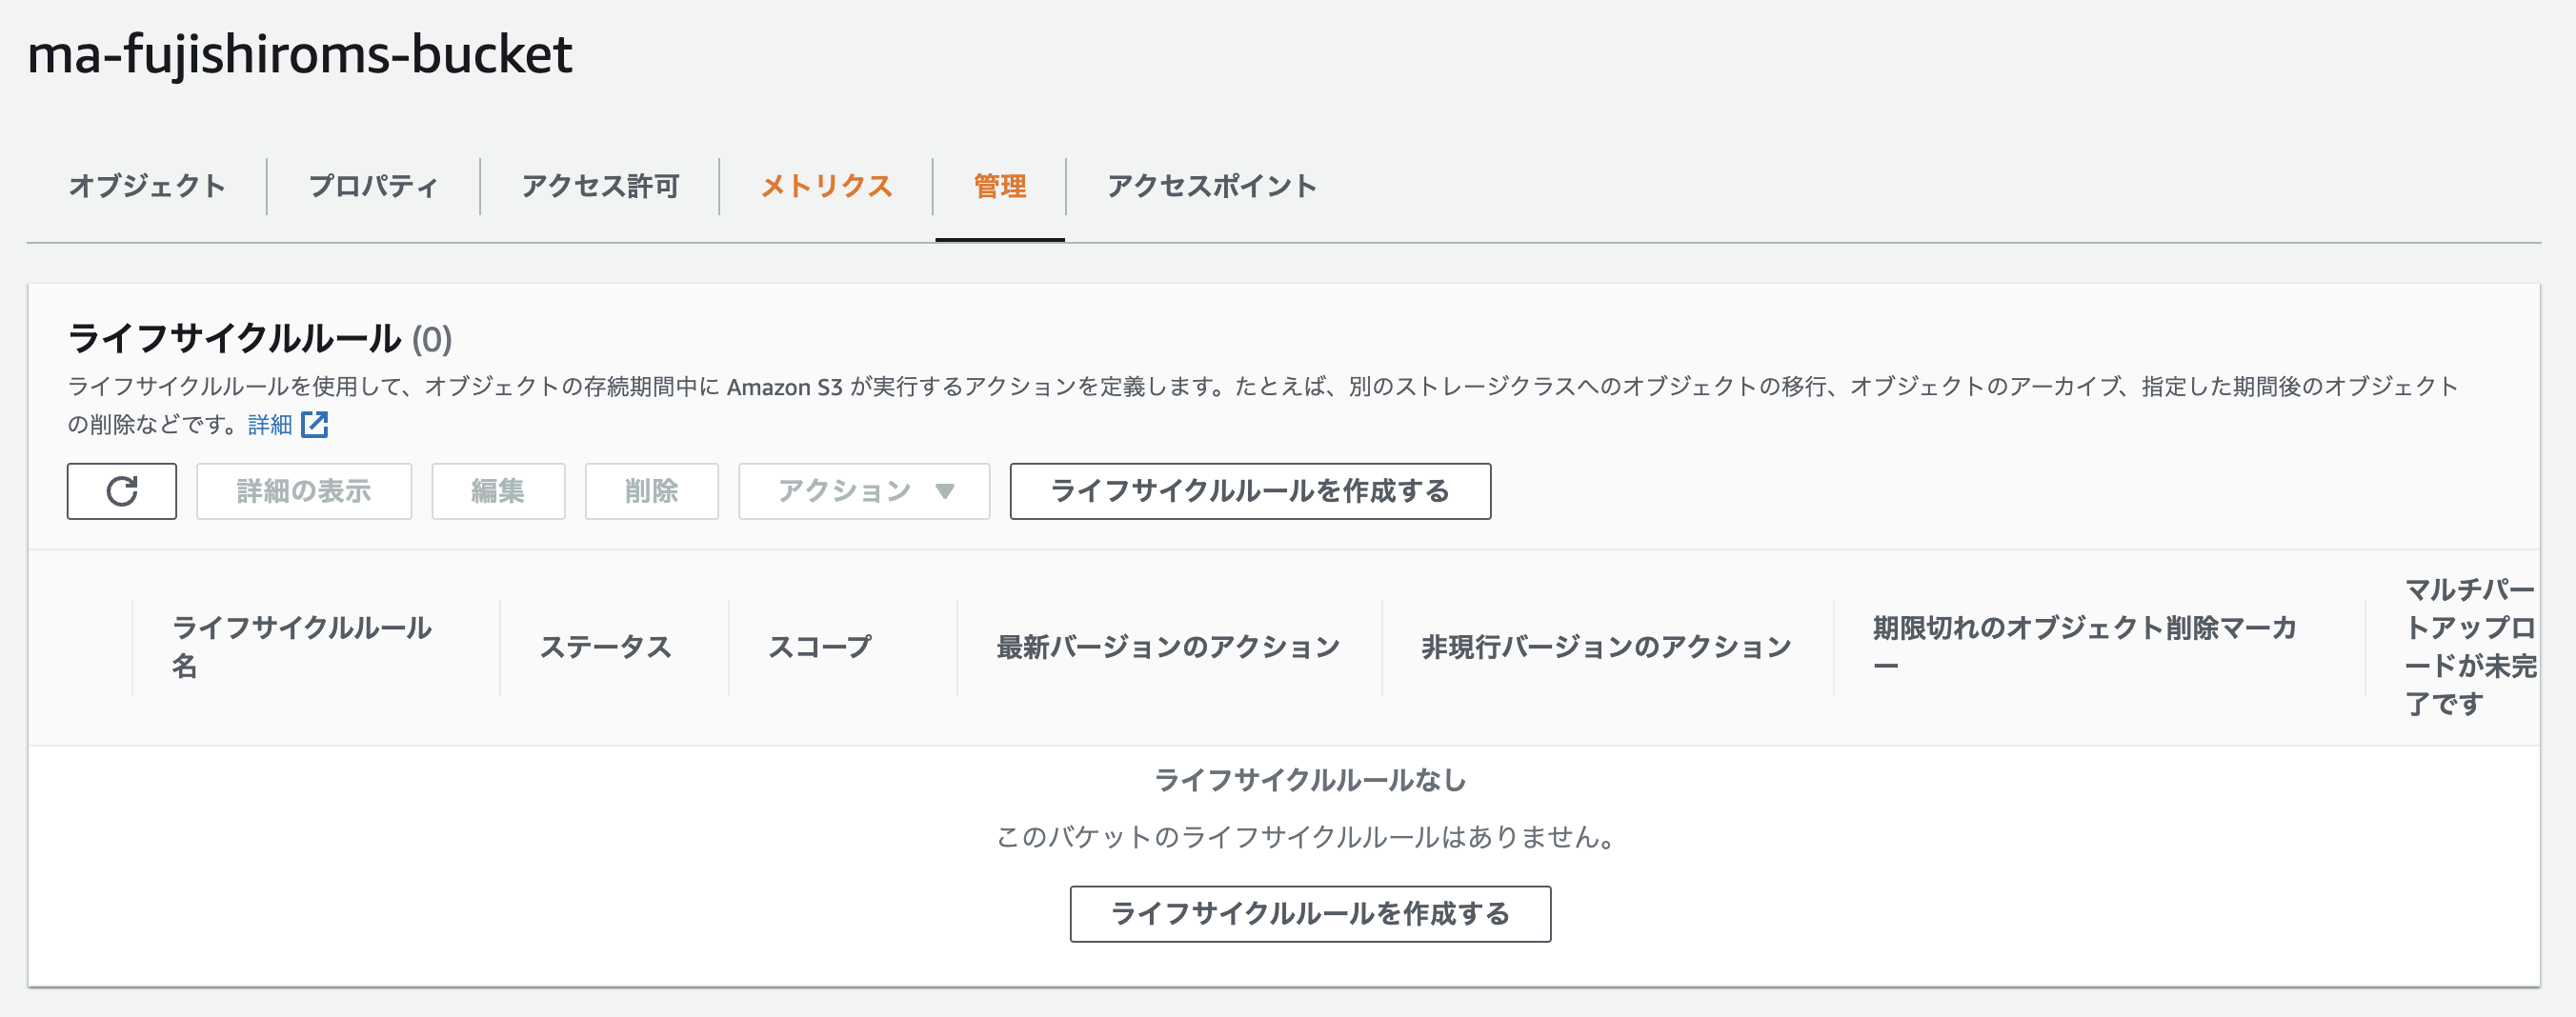 ma-fujishiroms-bucket
オブジェクト
プロパティ
アクセス許可
メトリクス
管理
アクセスポイント
ライフサイクルルール (0)
ライフサイクルルールを使用して、オブジェクトの存続期間中に Amazon S3 が実行するアクションを定義します。たとえば、別のストレージクラスへのオブジェクトの移行、オブジェクトのアーカイブ、指定した期間後のオブジェクト
の削除などです。詳細
詳細の表示
編集
削除
アクション
ライフサイクルルールを作成する
ライフサイクルルール
名
ステータス
スコープ
最新バージョンのアクション
非現行バージョンのアクション
期限切れのオブジェクト削除マーカ
ー
マルチパー
トアップロ
ードが未完
了です
ライフサイクルルールなし
このバケットのライフサイクルルールはありません。
ライフサイクルルールを作成する